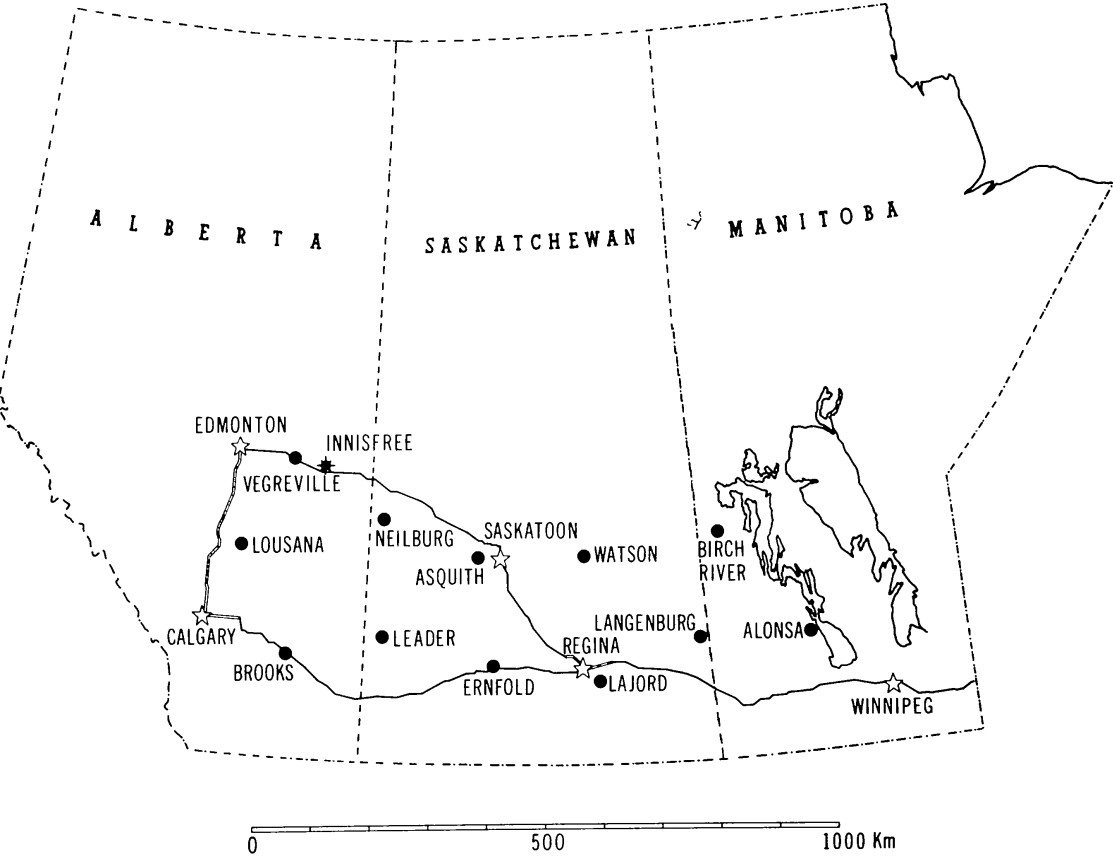 ALBERTA
SASKATCHEWAN
MANITOBA
EDMONTON
INNISFREE
VEGREVILLE
NEILBURG
SASKATOON
LOUSANA
WATSON
BIRCH
RIVER
ASQUITH
CALGARY
LEADER
LANGENBURG
ALONSA
REGINA
BROOKS
ERNFOLD
LAJORD
WINNIPEG
0 500 1000 Km